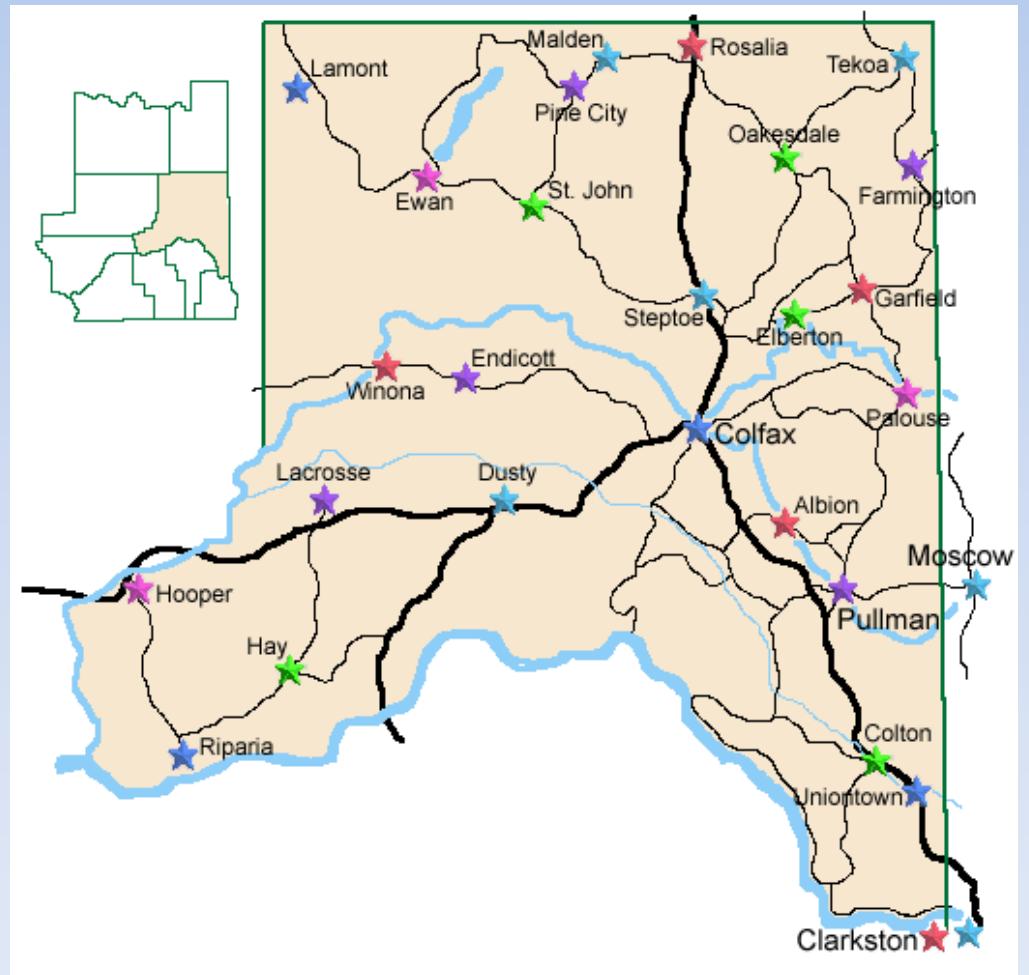 Malden
Rosalia
Lamont
Tekoa
Pine City
Oakesdale
St. John
Farmington
Ewan
Garfield
Steptoe
Elberton
Endicott
Winona
Palouse
Colfax
Lacrosse
Dusty
Albion
Moscow
Hooper
Pullman
Hay
Colton
Riparia
Uniontown
Clarkston